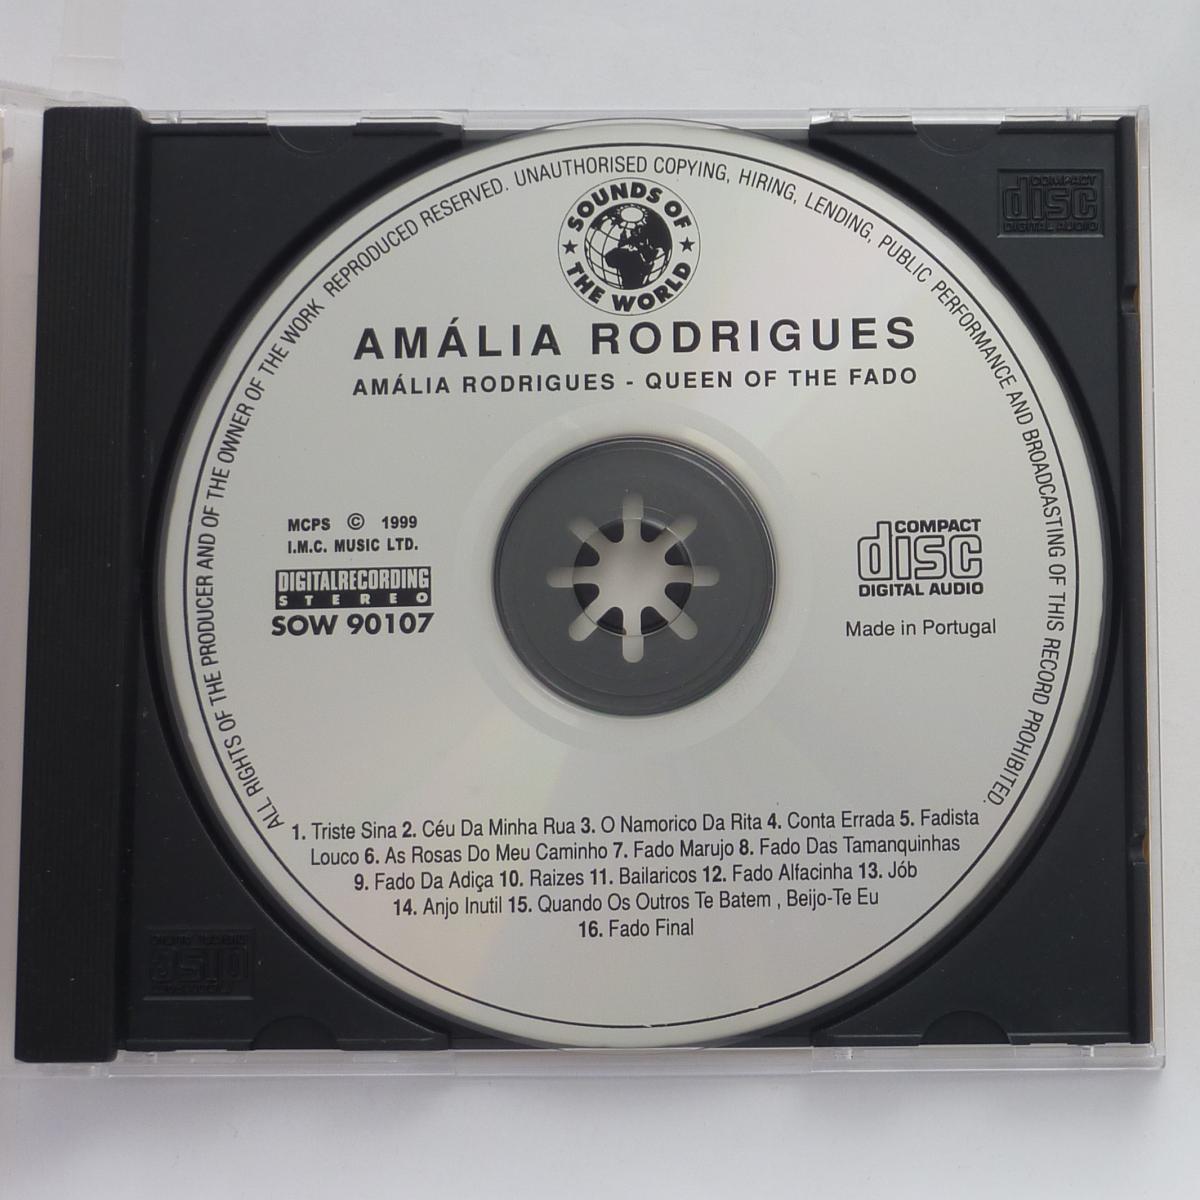 ALL RIGHTS OF THE PRODUCER AND OF THE OWNER OF THE WORK REPRODUCED RESERVED. UNAUTHORISED COPYING, HIRING, LENDING, PUBLIC PERFORMANCE AND BROADCASTING OF THIS RECORD PROHIBITED.
SOUNDS OF
THE WORLD
AMÁLIA RODRIGUES
AMÁLIA RODRIGUES - QUEEN OF THE FADO
MCPS © 1999
I.M.C. MUSIC LTD.
DIGITALRECORDING
STEREO
SOW 90107
COMPACT
disc
DIGITAL AUDIO
Made in Portugal
1. Triste Sina 2. Céu Da Minha Rua 3. O Namorico Da Rita 4. Conta Errada 5. Fadista
Louco 6. As Rosas Do Meu Caminho 7. Fado Marujo 8. Fado Das Tamanquinhas
9. Fado Da Adiça 10. Raizes 11. Bailaricos 12. Fado Alfacinha 13. Jób
14. Anjo Inutil 15. Quando Os Outros Te Batem , Beijo-Te Eu
16. Fado Final
COMPACT
disc
DIGITAL AUDIO
COMPACT
disc
DIGITAL AUDIO